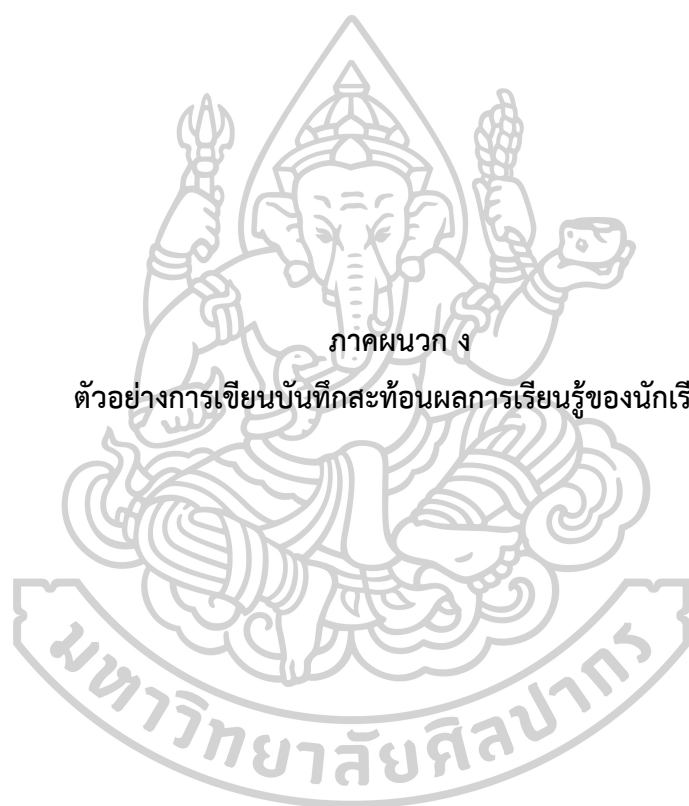 ภาคผนวก ง
ตัวอย่างการเขียนบันทึกสะท้อนผลการเรียนรู้ของนักเรี
มหาวิทยาลัยศิลปากร